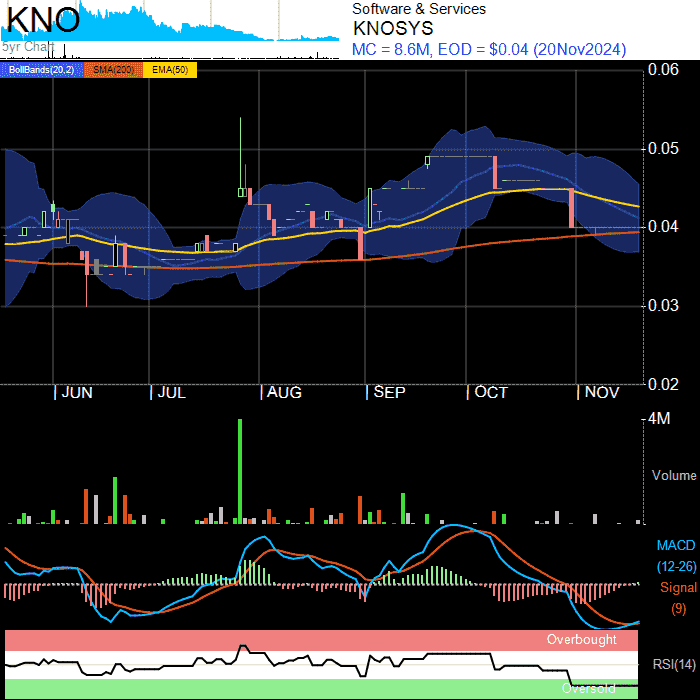 KNO
5yr Chart
Software & Services
KNOSYS
MC = 8.6M, EOD = $0.04 (20Nov2024)
BollBands(20,2) SMA(200) EMA(50)
0.06
0.05
0.04
0.03
0.02
JUN JUL AUG SEP OCT NOV
4M
Volume
MACD
(12-26)
Signal
(9)
Overbought
RSI(14)
Oversold